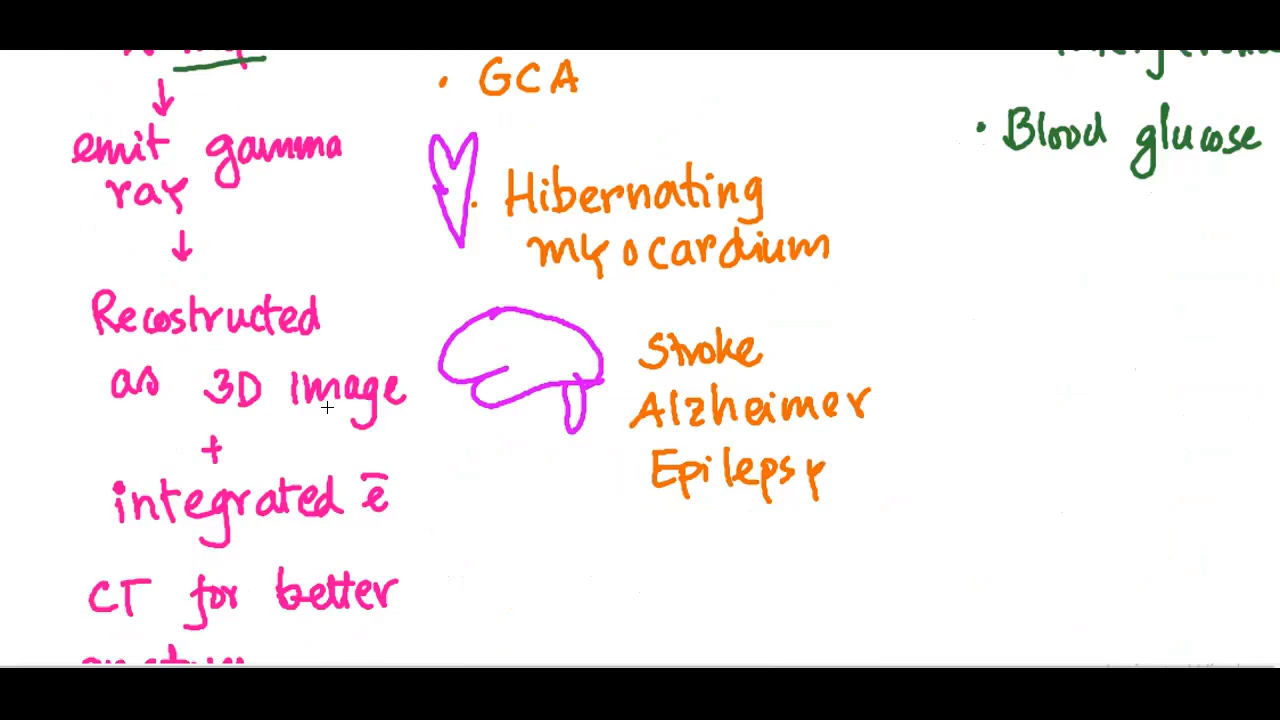 emit gamma
ray
Recostructed
as 3D Image
+
integrated ē
CT for better
• GCA
• Hibernating
myocardium
Stroke
Alzheimer
Epilepsy
• Blood glucose